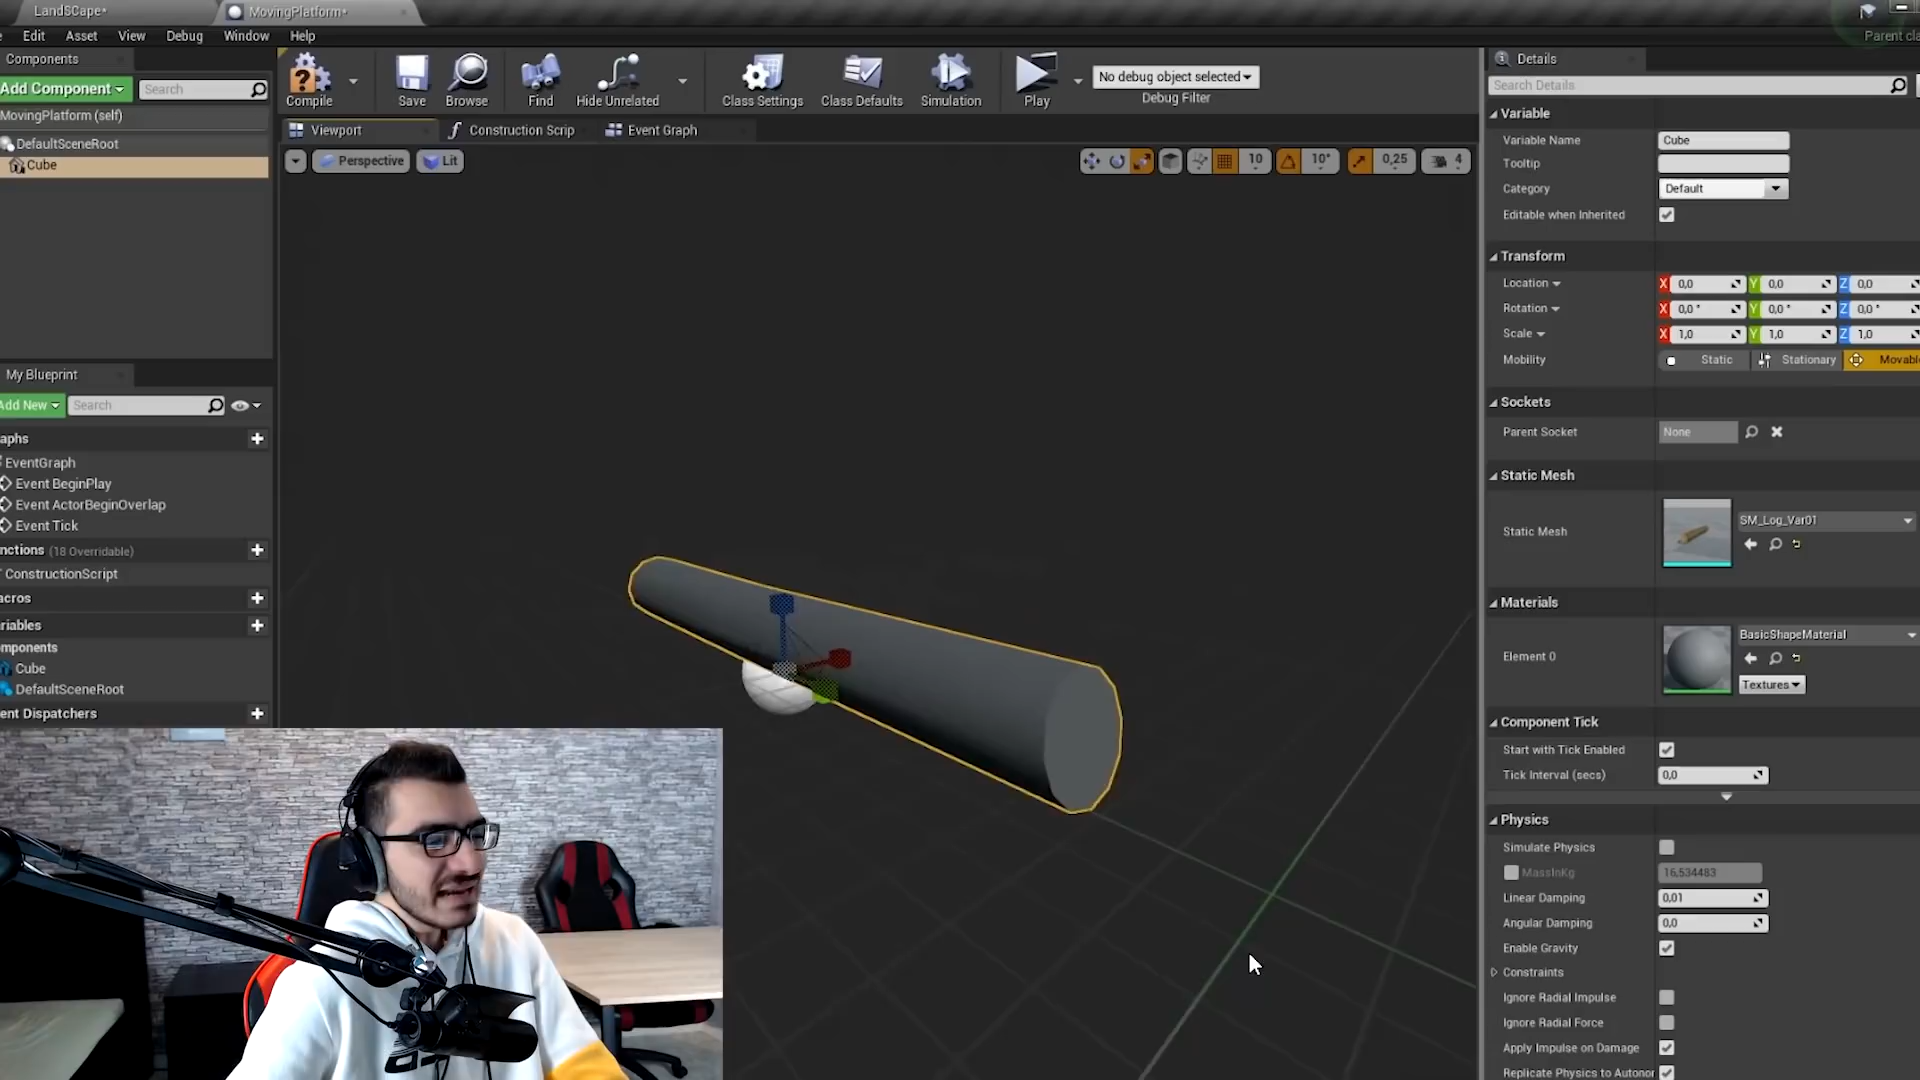 LandSCape*
MovingPlatform*
Parent cla
Edit Asset View Debug Window Help
Components
Add Component
Search
MovingPlatform (self)
DefaultSceneRoot
Cube
Compile
Save
Browse
Find
Hide Unrelated
Class Settings
Class Defaults
Simulation
Play
No debug object selected
Debug Filter
Viewport
Construction Scrip
Event Graph
Perspective
Lit
10
10°
0,25
4
My Blueprint
Add New
Search
aphs
EventGraph
Event BeginPlay
Event ActorBeginOverlap
Event Tick
nctions (18 Overridable)
ConstructionScript
acros
riables
mponents
Cube
DefaultSceneRoot
ent Dispatchers
Details
Search Details
Variable
Variable Name Cube
Tooltip
Category Default
Editable when Inherited
Transform
Location X 0,0 Y 0,0 Z 0,0
Rotation X 0,0 ° Y 0,0 ° Z 0,0 °
Scale X 1,0 Y 1,0 Z 1,0
Mobility Static Stationary Movable
Sockets
Parent Socket None
Static Mesh
Static Mesh SM_Log_Var01
Materials
Element 0 BasicShapeMaterial
Textures
Component Tick
Start with Tick Enabled
Tick Interval (secs) 0,0
Physics
Simulate Physics
MassInKg 16,534483
Linear Damping 0,01
Angular Damping 0,0
Enable Gravity
Constraints
Ignore Radial Impulse
Ignore Radial Force
Apply Impulse on Damage
Replicate Physics to Autonor